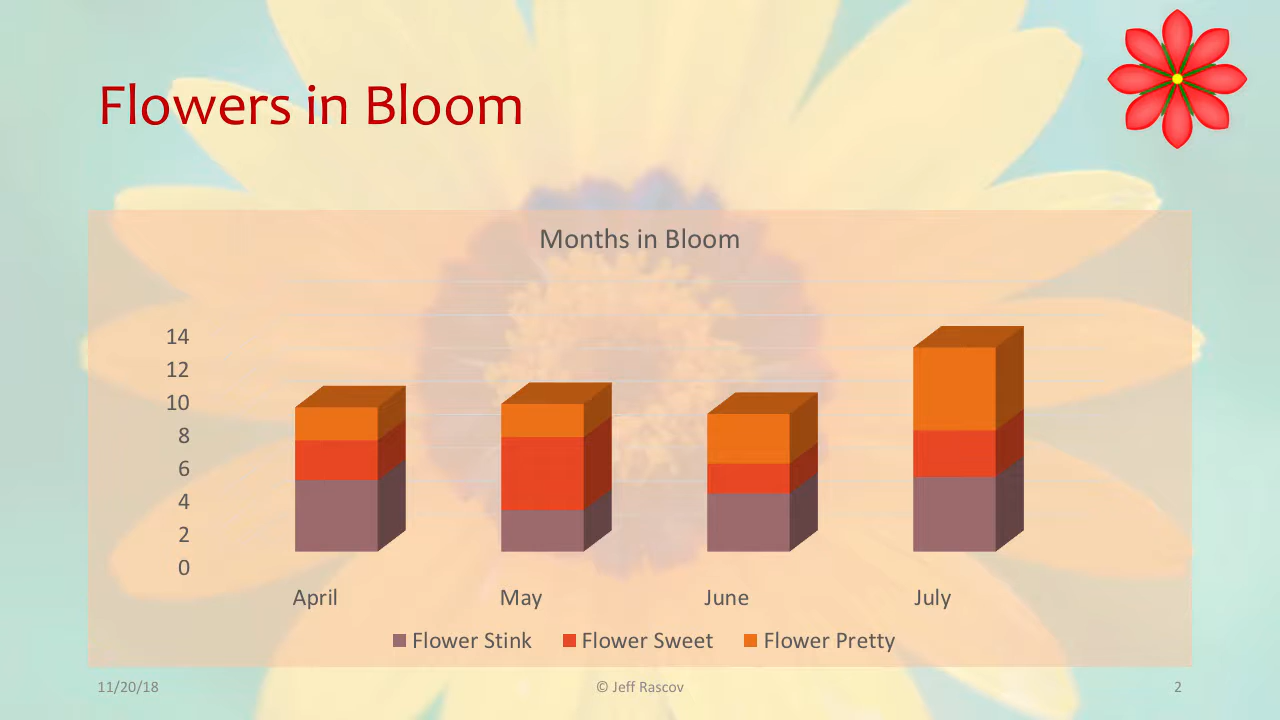 Flowers in Bloom
Months in Bloom
14
12
10
8
6
4
2
0
April May June July
Flower Stink Flower Sweet Flower Pretty
11/20/18 © Jeff Rascov 2